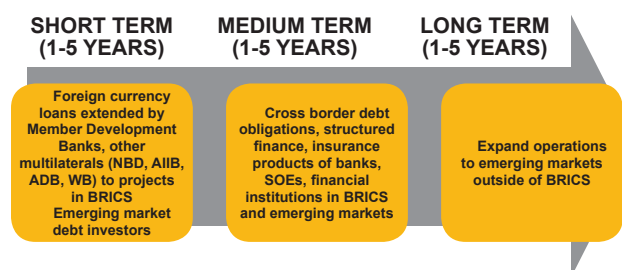 SHORT TERM
(1-5 YEARS)
MEDIUM TERM
(1-5 YEARS)
LONG TERM
(1-5 YEARS)
Foreign currency
loans extended by
Member Development
Banks, other
multilaterals (NBD, AIIB,
ADB, WB) to projects
in BRICS
Emerging market
debt investors
Cross border debt
obligations, structured
finance, insurance
products of banks,
SOEs, financial
institutions in BRICS
and emerging markets
Expand operations
to emerging markets
outside of BRICS